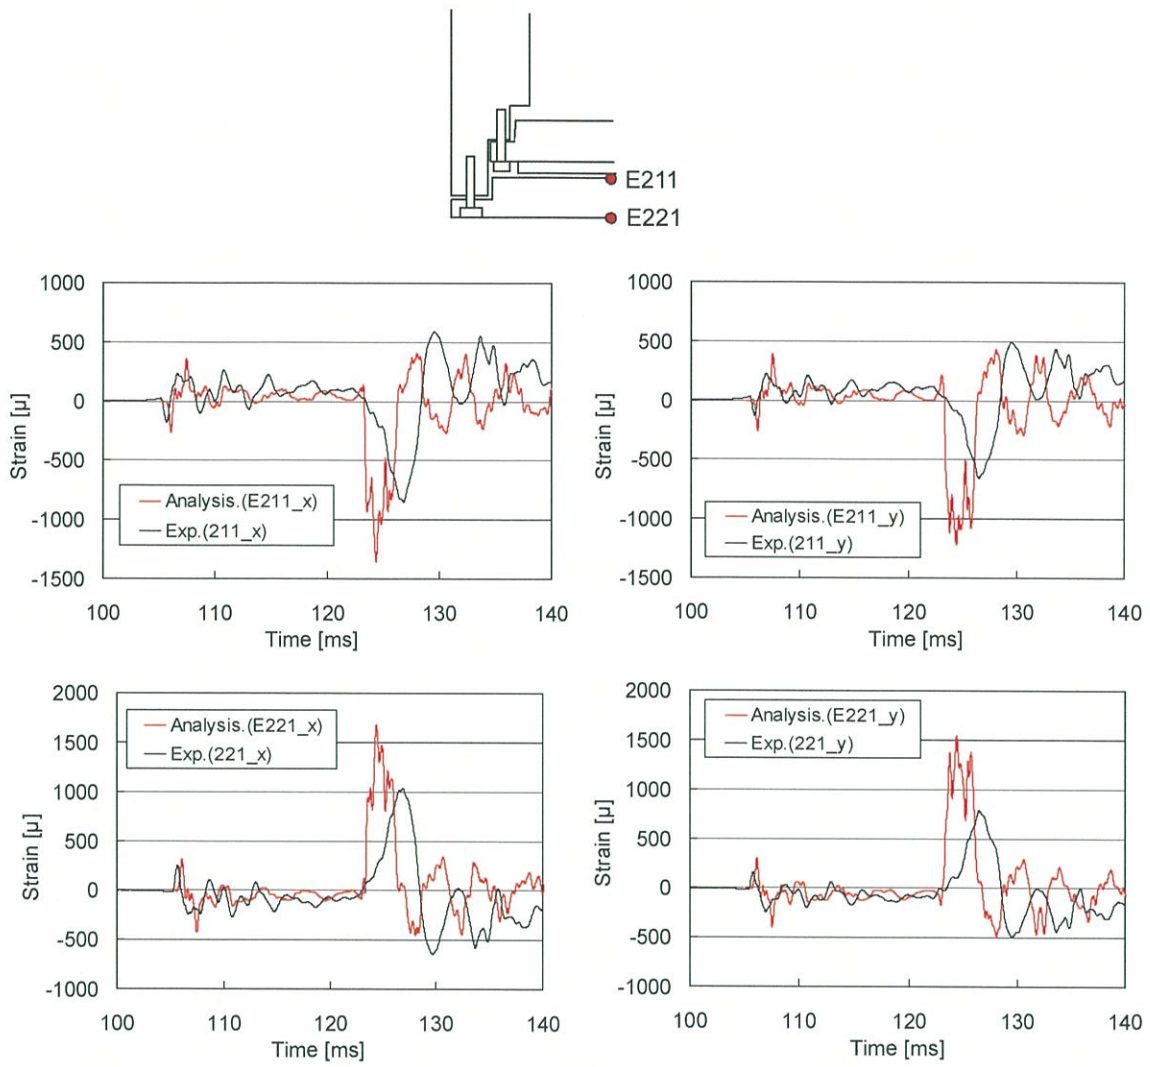 E211
E221
1000
500
0
-500
-1000
-1500
Strain [µ]
Analysis.(E211_x)
Exp.(211_x)
100
110
120
130
140
Time [ms]
1000
500
0
-500
-1000
-1500
Strain [µ]
Analysis.(E211_y)
Exp.(211_y)
100
110
120
130
140
Time [ms]
2000
1500
1000
500
0
-500
-1000
Strain [µ]
Analysis.(E221_x)
Exp.(221_x)
100
110
120
130
140
Time [ms]
2000
1500
1000
500
0
-500
-1000
Strain [µ]
Analysis.(E221_y)
Exp.(221_y)
100
110
120
130
140
Time [ms]